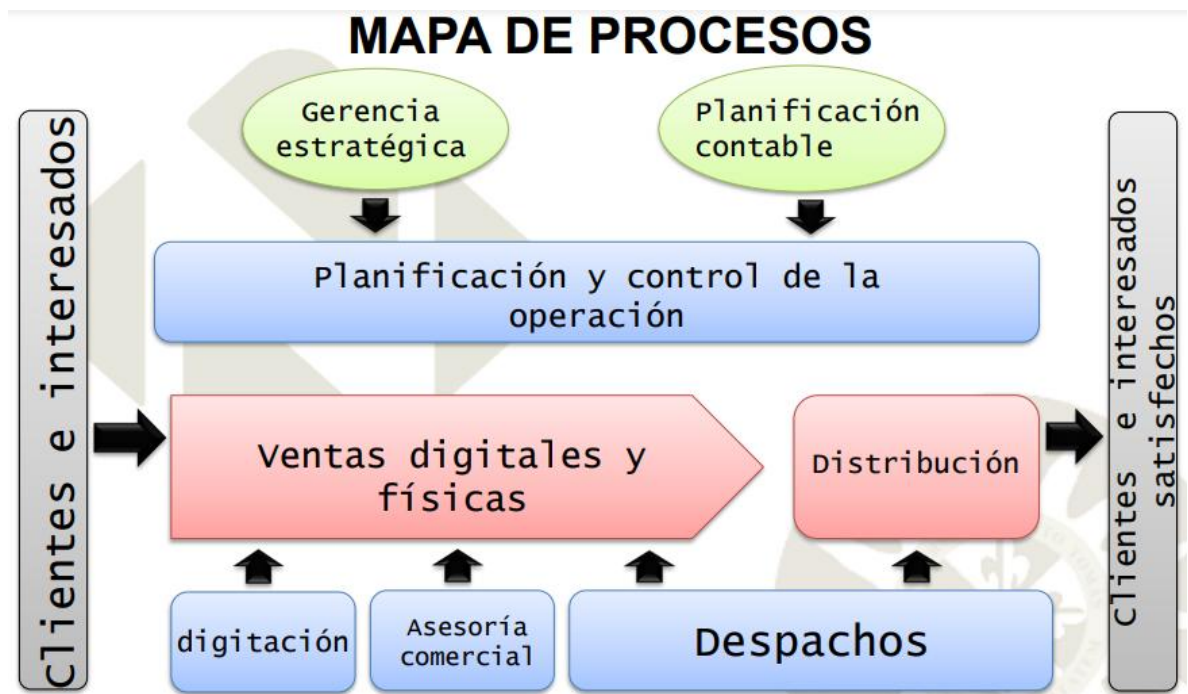 MAPA DE PROCESOS
Clientes e interesados
Gerencia
estratégica
Planificación
contable
Planificación y control de la
operación
Ventas digitales y
físicas
Distribución
digitación
Asesoría
comercial
Despachos
Clientes e interesados
satisfechos